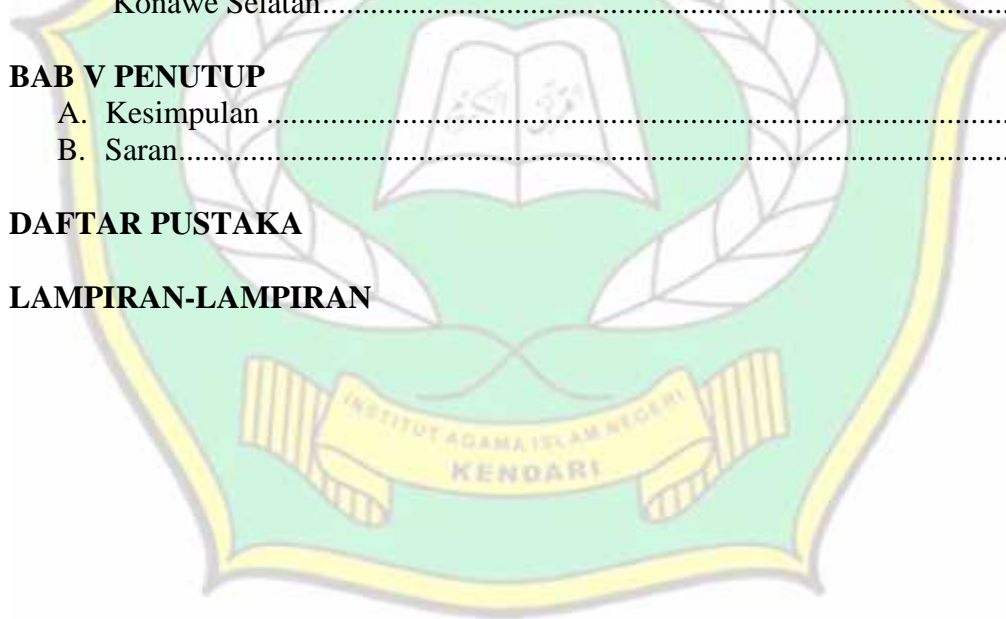 Konawe Selatan
BAB V PENUTUP
A. Kesimpulan ........................................................................................................
B. Saran........................................................................................................
DAFTAR PUSTAKA
LAMPIRAN-LAMPIRAN
INSTITUT AGAMA ISLAM NEGERI
KENDARI